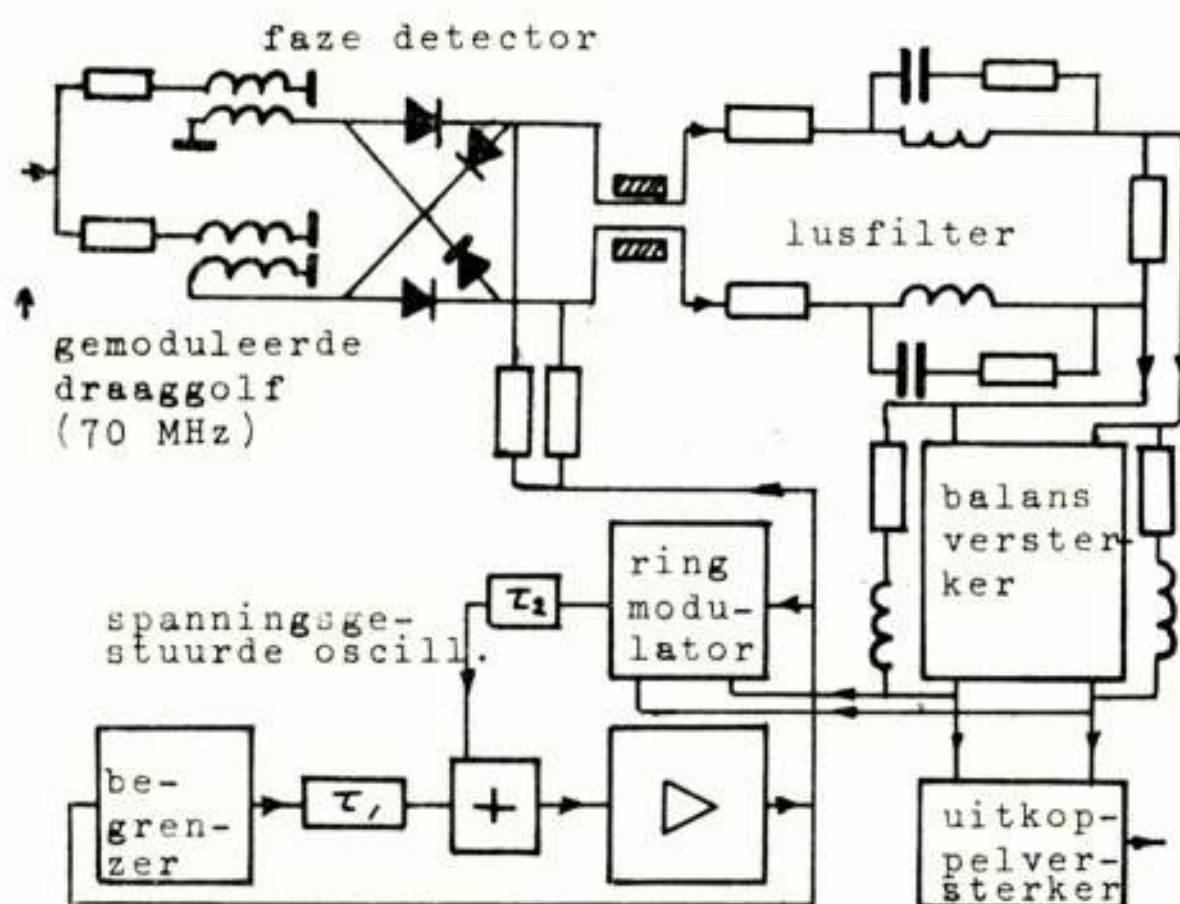 faze detector
lusfilter
gemoduleerde
draaggolf
(70 MHz)
balans
verster-
ker
ring
modu-
lator
τ2
spanningsge-
stuurde oscill.
be-
gren-
zer
τ1
+
uitkop-
pelver-
sterker